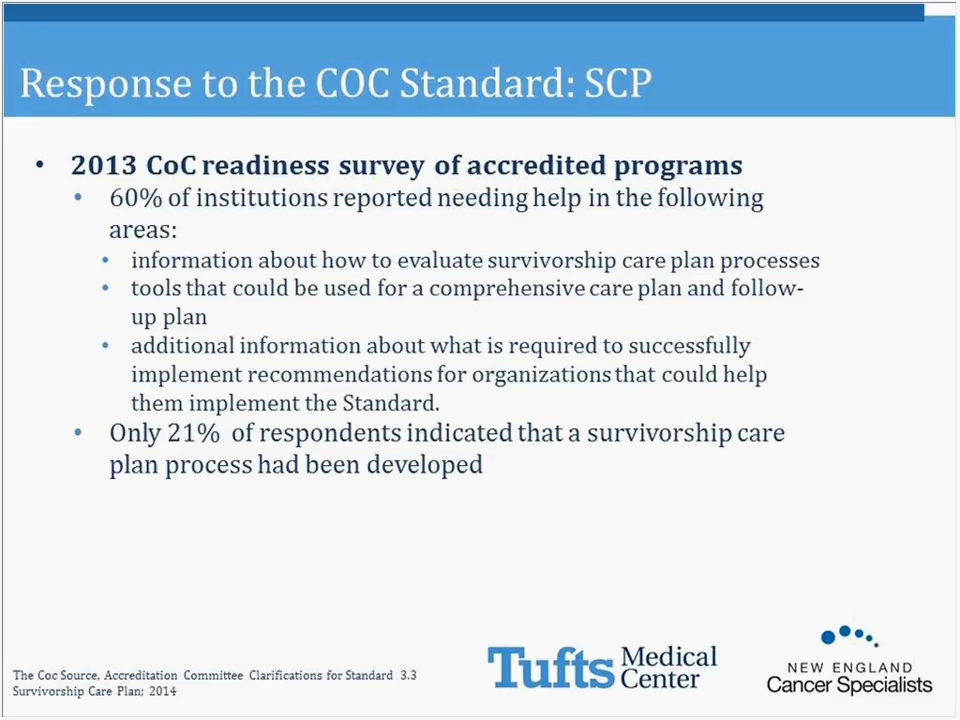 Response to the COC Standard: SCP
• 2013 CoC readiness survey of accredited programs
• 60% of institutions reported needing help in the following
areas:
• information about how to evaluate survivorship care plan processes
• tools that could be used for a comprehensive care plan and follow-
up plan
• additional information about what is required to successfully
implement recommendations for organizations that could help
them implement the Standard.
• Only 21% of respondents indicated that a survivorship care
plan process had been developed
The Coc Source, Accreditation Committee Clarifications for Standard 3.3
Survivorship Care Plan; 2014
Tufts Medical
Center
NEW ENGLAND
Cancer Specialists